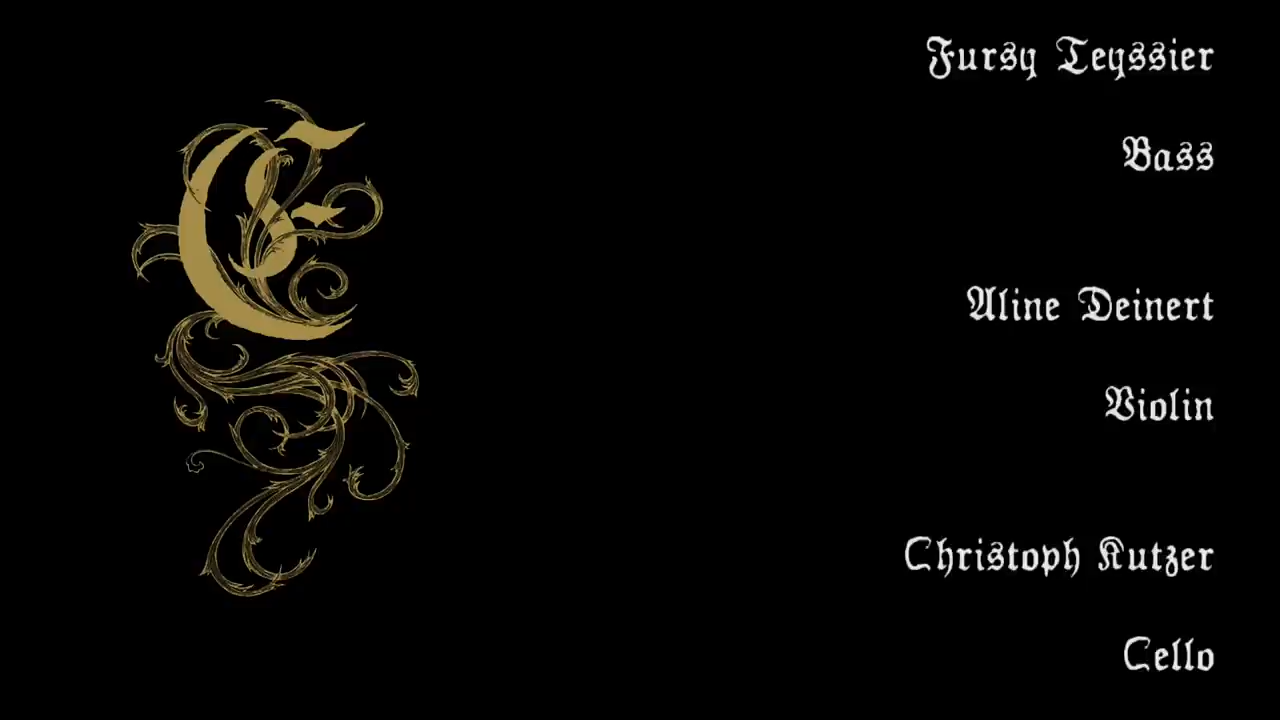 Fursy Teyssier
Bass
Aline Deinert
Violin
Christoph Kutzer
Cello